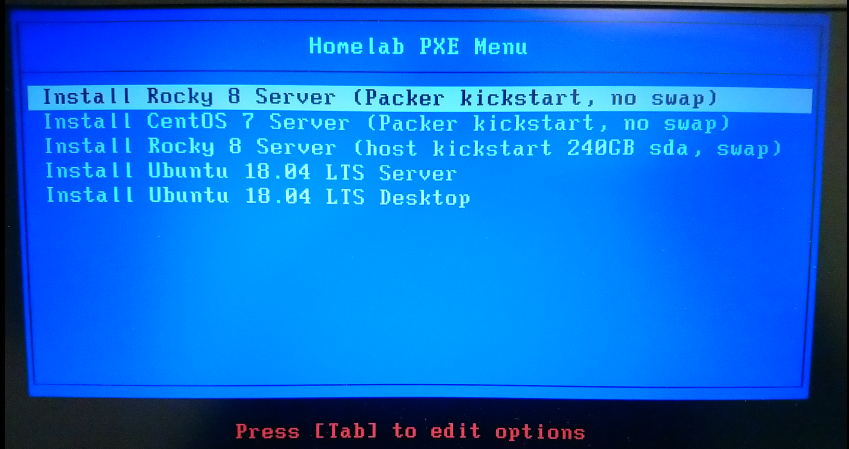 Homelab PXE Menu
Install Rocky 8 Server (Packer kickstart, no swap)
Install CentOS 7 Server (Packer kickstart, no swap)
Install Rocky 8 Server (host kickstart 240GB sda, swap)
Install Ubuntu 18.04 LTS Server
Install Ubuntu 18.04 LTS Desktop
Press [Tab] to edit options